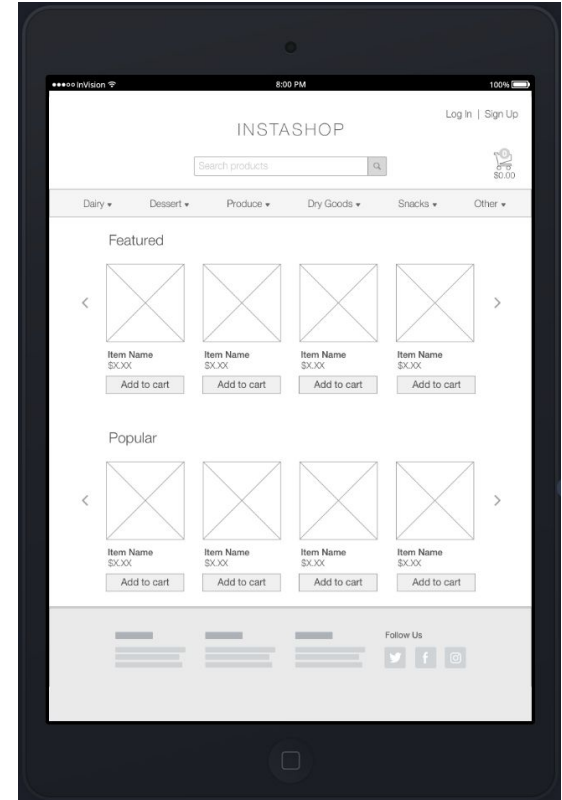 InVision 8:00 PM 100%
Log In | Sign Up
INSTASHOP
Search products
0
$0.00
Dairy Dessert Produce Dry Goods Snacks Other
Featured
Item Name Item Name Item Name Item Name
$X.XX $X.XX $X.XX $X.XX
Add to cart Add to cart Add to cart Add to cart
Popular
Item Name Item Name Item Name Item Name
$X.XX $X.XX $X.XX $X.XX
Add to cart Add to cart Add to cart Add to cart
Follow Us